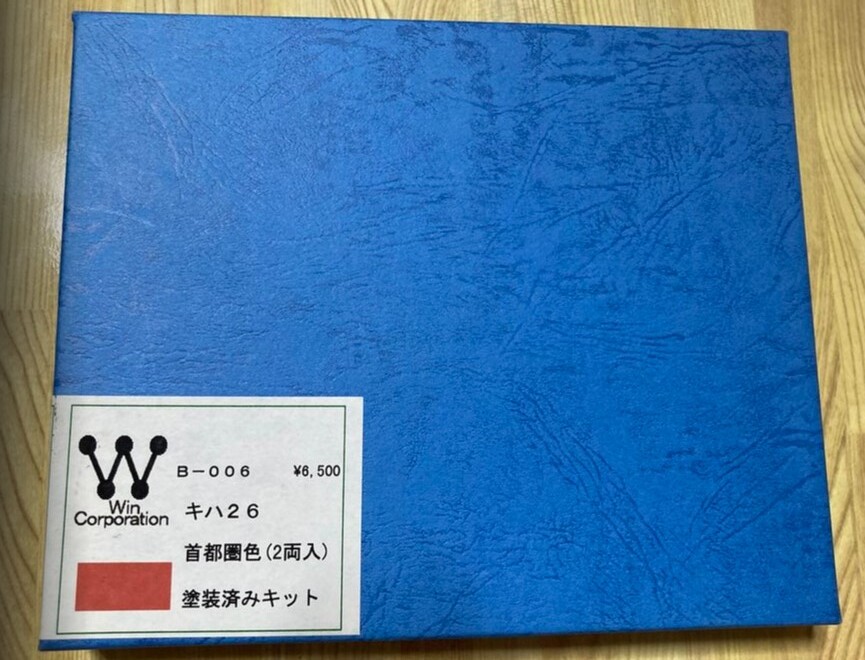 B-006 ¥6,500
Win
Corporation
キハ26
首都圏色(2両入)
塗装済みキット